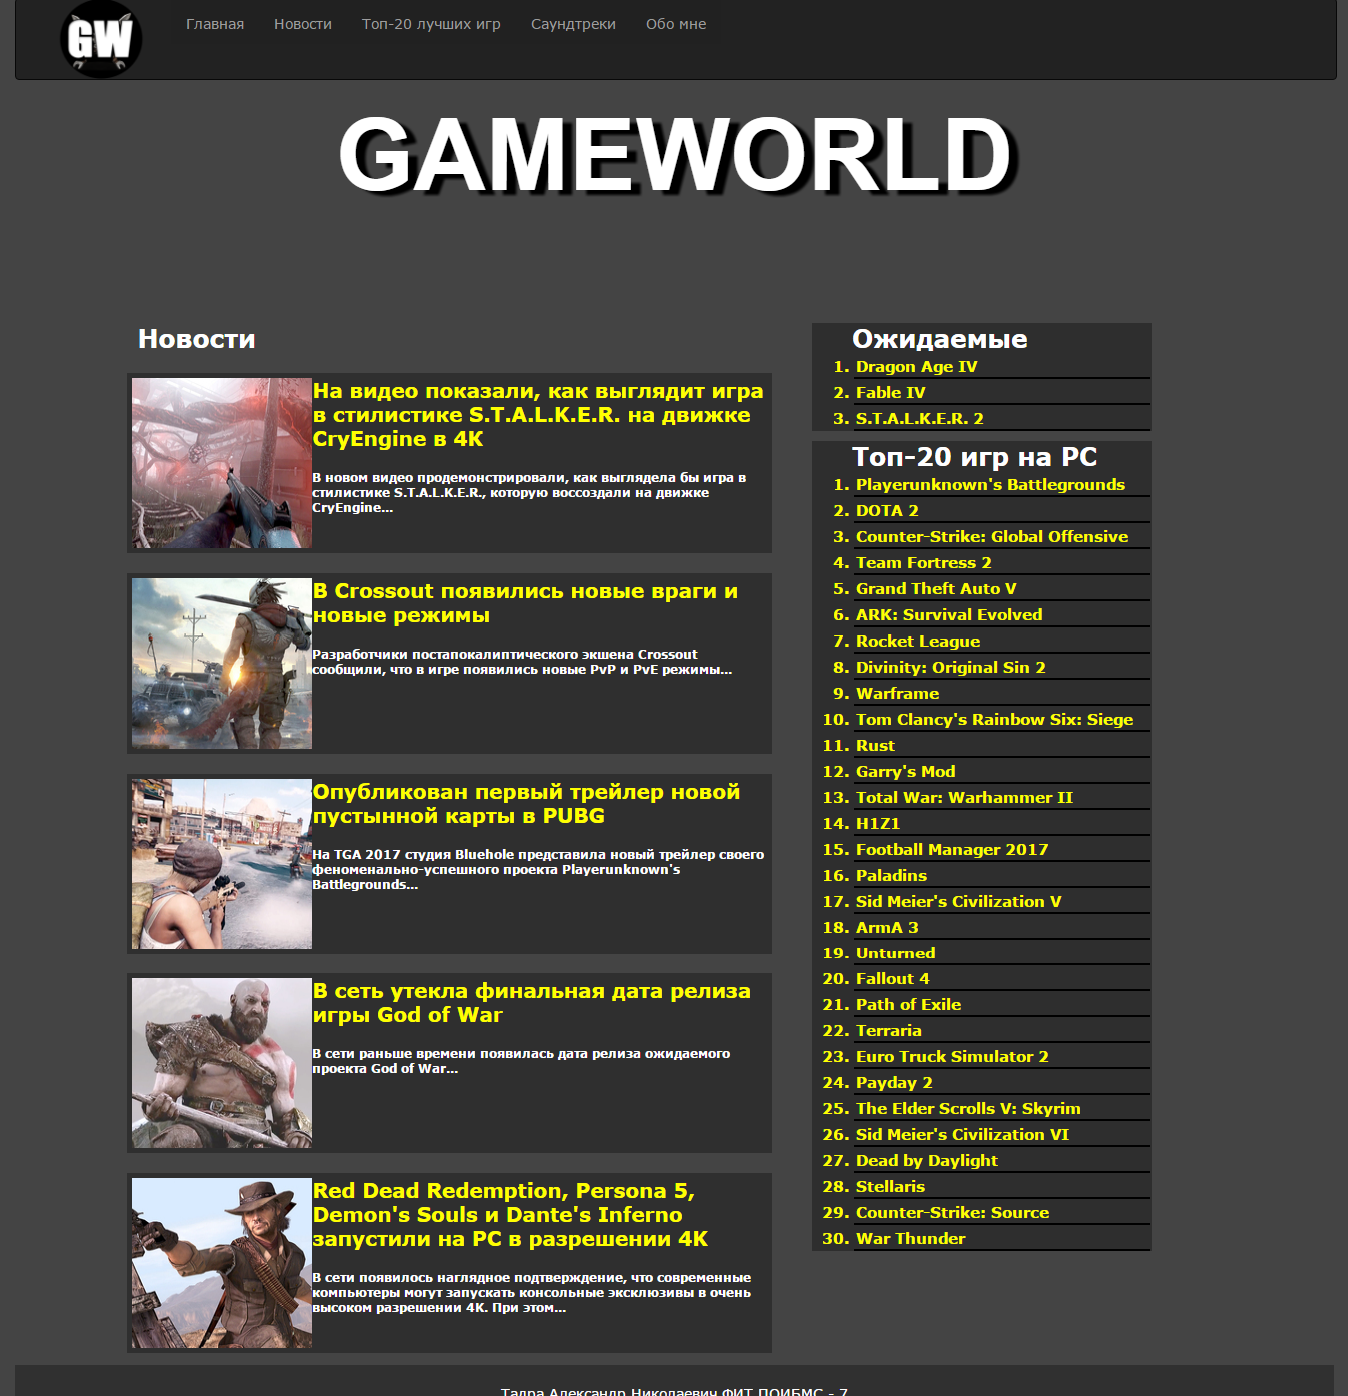 GW
Главная Новости Топ-20 лучших игр Саундтреки Обо мне
GAMEWORLD
Новости
На видео показали, как выглядит игра
в стилистике S.T.A.L.K.E.R. на движке
CryEngine в 4K
В новом видео продемонстрировали, как выглядела бы игра в
стилистике S.T.A.L.K.E.R., которую воссоздали на движке
CryEngine...
В Crossout появились новые враги и
новые режимы
Разработчики постапокалиптического экшена Crossout
сообщили, что в игре появились новые PvP и PvE режимы...
Опубликован первый трейлер новой
пустынной карты в PUBG
На TGA 2017 студия Bluehole представила новый трейлер своего
феноменально-успешного проекта Playerunknown's
Battlegrounds...
В сеть утекла финальная дата релиза
игры God of War
В сети раньше времени появилась дата релиза ожидаемого
проекта God of War...
Red Dead Redemption, Persona 5,
Demon's Souls и Dante's Inferno
запустили на PC в разрешении 4K
В сети появилось наглядное подтверждение, что современные
компьютеры могут запускать консольные эксклюзивы в очень
высоком разрешении 4K. При этом...
Ожидаемые
1. Dragon Age IV
2. Fable IV
3. S.T.A.L.K.E.R. 2
Топ-20 игр на PC
1. Playerunknown's Battlegrounds
2. DOTA 2
3. Counter-Strike: Global Offensive
4. Team Fortress 2
5. Grand Theft Auto V
6. ARK: Survival Evolved
7. Rocket League
8. Divinity: Original Sin 2
9. Warframe
10. Tom Clancy's Rainbow Six: Siege
11. Rust
12. Garry's Mod
13. Total War: Warhammer II
14. H1Z1
15. Football Manager 2017
16. Paladins
17. Sid Meier's Civilization V
18. ArmA 3
19. Unturned
20. Fallout 4
21. Path of Exile
22. Terraria
23. Euro Truck Simulator 2
24. Payday 2
25. The Elder Scrolls V: Skyrim
26. Sid Meier's Civilization VI
27. Dead by Daylight
28. Stellaris
29. Counter-Strike: Source
30. War Thunder
Тадра Александр Николаевич ФИТ ПОИБМС - 7